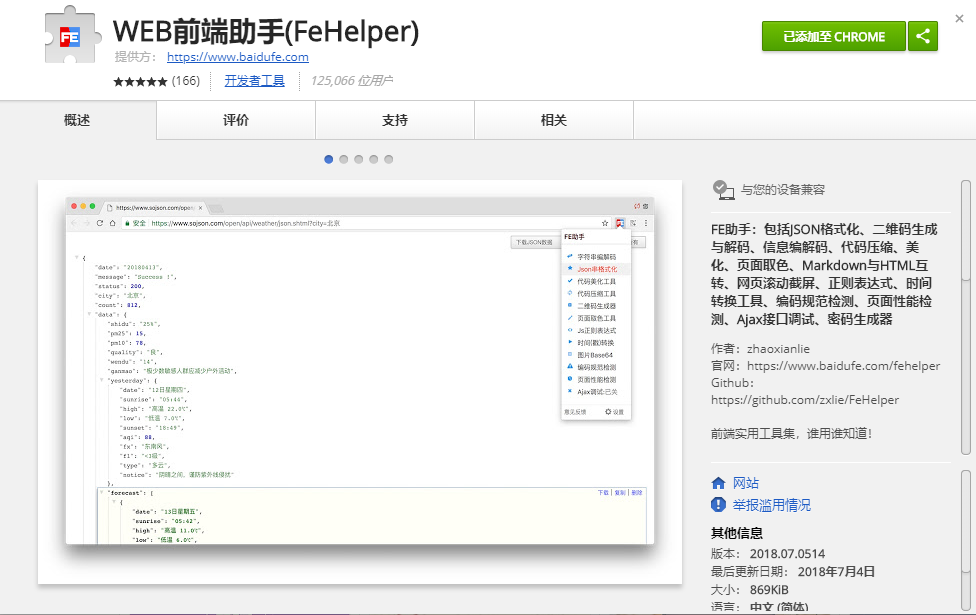 WEB前端助手(FeHelper)
提供方： https://www.baidufe.com
★★★★★ (166) 开发者工具 125,066 位用户
已添加至 CHROME
概述 评价 支持 相关
https://www.sojson.com/open/
安全 https://www.sojson.com/open/api/weather/json.shtml?city=北京
下载JSON数据
{
"date": "20180413",
"message": "Success !",
"status": 200,
"city": "北京",
"count": 812,
"data": {
"shidu": "25%",
"pm25": 15,
"pm10": 78,
"quality": "良",
"wendu": "14",
"ganmao": "极少数敏感人群应减少户外活动",
"yesterday": {
"date": "12日星期四",
"sunrise": "05:44",
"high": "高温 22.0℃",
"low": "低温 7.0℃",
"sunset": "18:49",
"aqi": 88,
"fx": "东南风",
"fl": "<3级",
"type": "多云",
"notice": "阴晴之间，谨防紫外线侵扰"
},
"forecast": [
下载 | 复制 | 删除
{
"date": "13日星期五",
"sunrise": "05:42",
"high": "高温 11.0℃",
"low": "低温 6.0℃",
FE助手
字符串编解码
Json串格式化
代码美化工具
代码压缩工具
二维码生成器
页面取色工具
Js正则表达式
时间(戳)转换
图片Base64
编码规范检测
页面性能检测
Ajax调试:已关
意见反馈 设置
与您的设备兼容
FE助手：包括JSON格式化、二维码生成
与解码、信息编解码、代码压缩、美
化、页面取色、Markdown与HTML互
转、网页滚动截屏、正则表达式、时间
转换工具、编码规范检测、页面性能检
测、Ajax接口调试、密码生成器
作者：zhaoxianlie
官网：https://www.baidufe.com/fehelper
Github：
https://github.com/zxlie/FeHelper
前端实用工具集，谁用谁知道！
网站
举报滥用情况
其他信息
版本： 2018.07.0514
最后更新日期： 2018年7月4日
大小： 869KiB
语言： 中文 (简体)